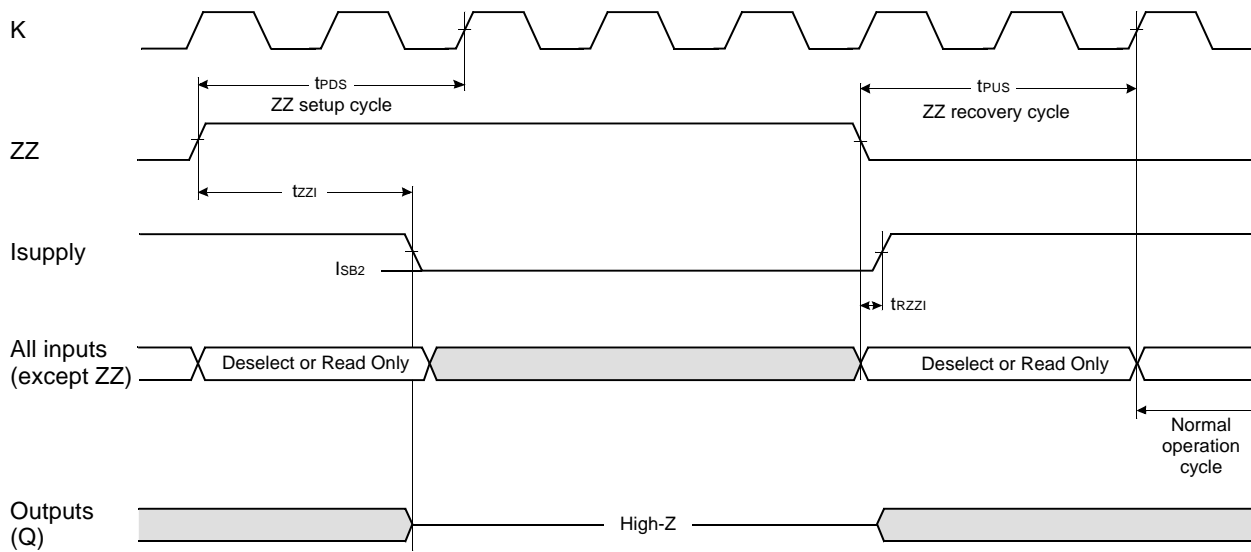 K
tPDS
ZZ setup cycle
tPUS
ZZ recovery cycle
ZZ
tZZI
Isupply
ISB2
tRZZI
All inputs
(except ZZ)
Deselect or Read Only
Deselect or Read Only
Normal
operation
cycle
Outputs
(Q)
High-Z